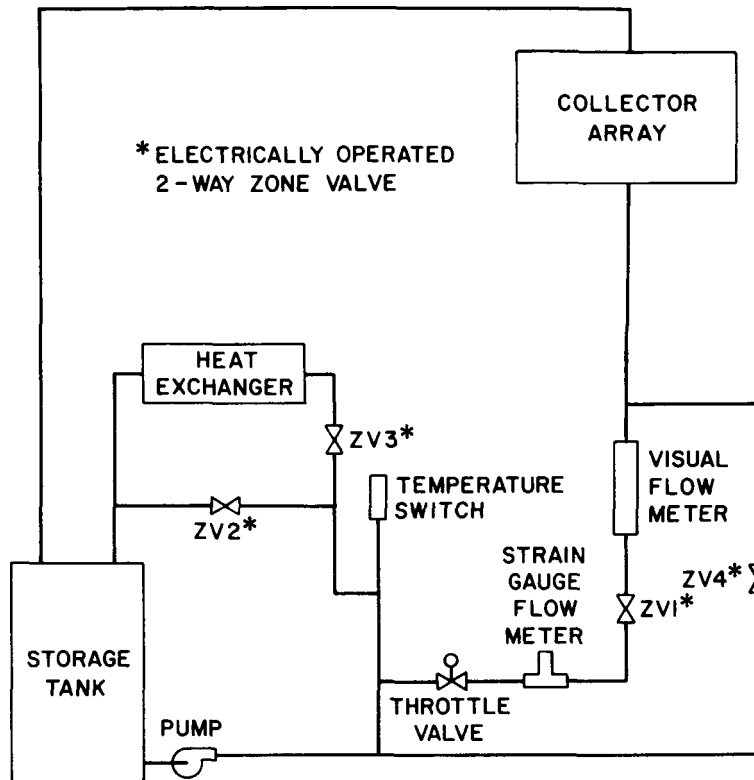 COLLECTOR
ARRAY
*ELECTRICALLY OPERATED
2-WAY ZONE VALVE
HEAT
EXCHANGER
ZV3*
VISUAL
FLOW
METER
TEMPERATURE
SWITCH
ZV2*
STRAIN
GAUGE
FLOW
METER
ZV4*
ZV1*
STORAGE
TANK
THROTTLE
VALVE
PUMP